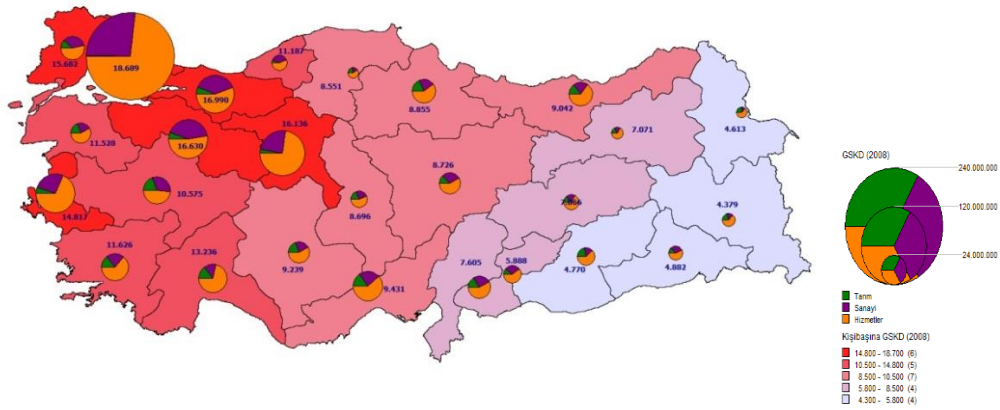 11.187
15.682
18.689
8.551
16.990
8.855
9.042
4.613
16.136
7.071
11.528
16.630
8.726
10.575
4.379
8.696
14.817
11.626
13.236
7.605
5.888
4.882
9.239
4.770
9.431
GSKD (2008)
240.000.000
120.000.000
24.000.000
Tarım
Sanayi
Hizmetler
Kişibaşına GSKD (2008)
14.800 - 18.700 (6)
10.500 - 14.800 (5)
8.500 - 10.500 (7)
5.800 - 8.500 (4)
4.300 - 5.800 (4)